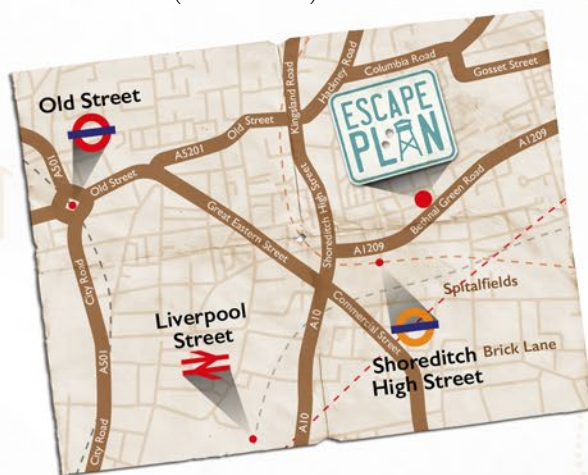 Old Street
A501
Old Street
A5201
Old Street
Kingsland Road
Hackney Road
Columbia Road
Gosset Street
ESCAPE
PLAN
A1209
Bethnal Green Road
Great Eastern Street
Shoreditch High Street
A1209
City Road
Spitalfields
Liverpool
Street
A10
Commercial Street
Shoreditch
High Street
Brick Lane
A501
A10
City Road